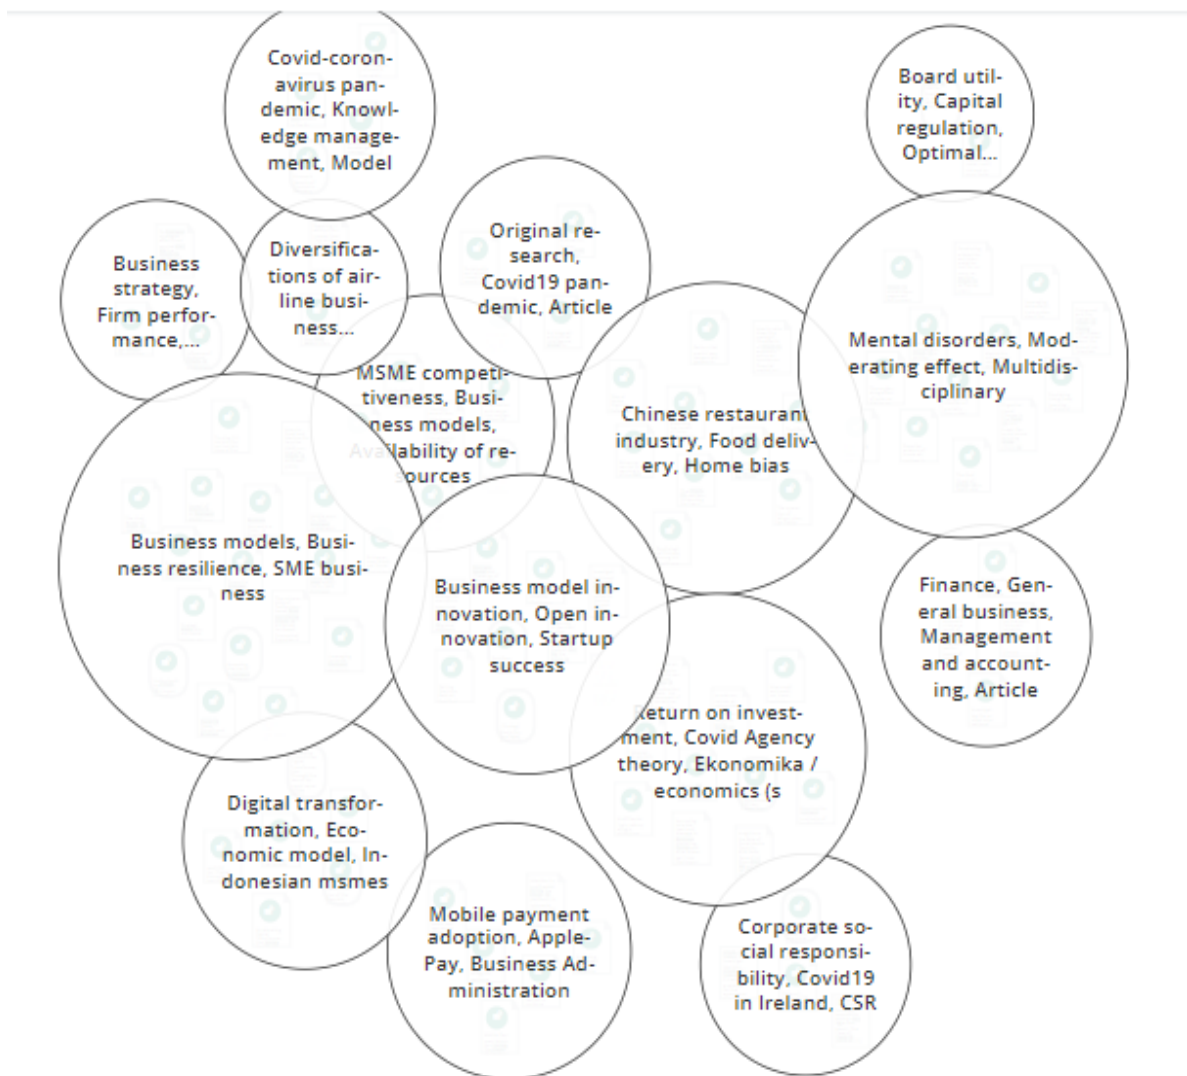 Covid-coron-
avirus pan-
demic, Knowl-
edge manage-
ment, Model
Board util-
ity, Capital
regulation,
Optimal...
Original re-
search,
Covid19 pan-
demic, Article
Business
strategy,
Firm perfor-
mance,...
Diversifica-
tions of air-
line busi-
ness...
Mental disorders, Mod-
erating effect, Multidis-
ciplinary
MSME competi-
tiveness, Busi-
ness models,
Availability of re-
sources
Chinese restaurant
industry, Food deliv-
ery, Home bias
Business models, Busi-
ness resilience, SME busi-
ness
Business model in-
novation, Open in-
novation, Startup
success
Finance, Gen-
eral business,
Management
and account-
ing, Article
Return on invest-
ment, Covid Agency
theory, Ekonomika /
economics (s
Digital transfor-
mation, Eco-
nomic model, In-
donesian msmes
Mobile payment
adoption, Apple-
Pay, Business Ad-
ministration
Corporate so-
cial responsi-
bility, Covid19
in Ireland, CSR